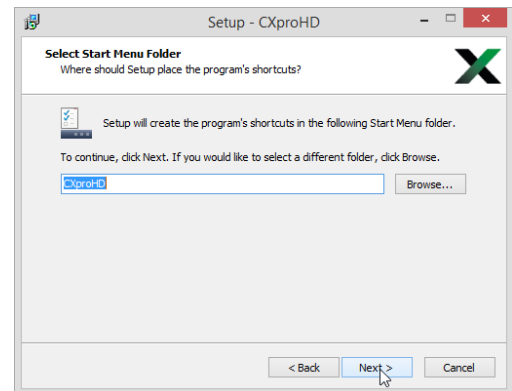 Setup - CXproHD
Select Start Menu Folder
Where should Setup place the program's shortcuts?
Setup will create the program's shortcuts in the following Start Menu folder.
To continue, click Next. If you would like to select a different folder, click Browse.
CXproHD
Browse...
< Back
Next >
Cancel